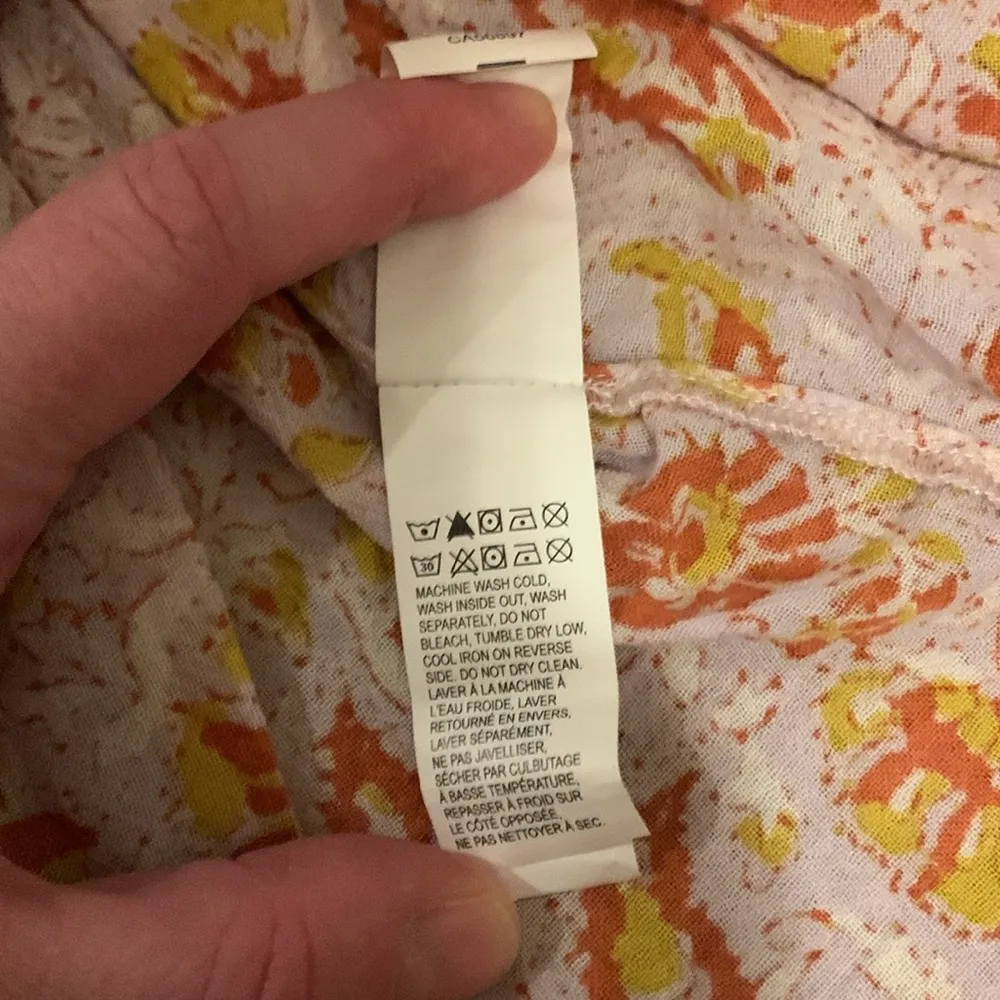 30
MACHINE WASH COLD,
WASH INSIDE OUT, WASH
SEPARATELY, DO NOT
BLEACH, TUMBLE DRY LOW,
COOL IRON ON REVERSE
SIDE. DO NOT DRY CLEAN.
LAVER À LA MACHINE À
L'EAU FROIDE, LAVER
RETOURNÉ EN ENVERS,
LAVER SÉPARÉMENT,
NE PAS JAVELLISER,
SÉCHER PAR CULBUTAGE
À BASSE TEMPÉRATURE,
REPASSER À FROID SUR
LE CÔTÉ OPPOSÉE,
NE PAS NETTOYER À SEC.